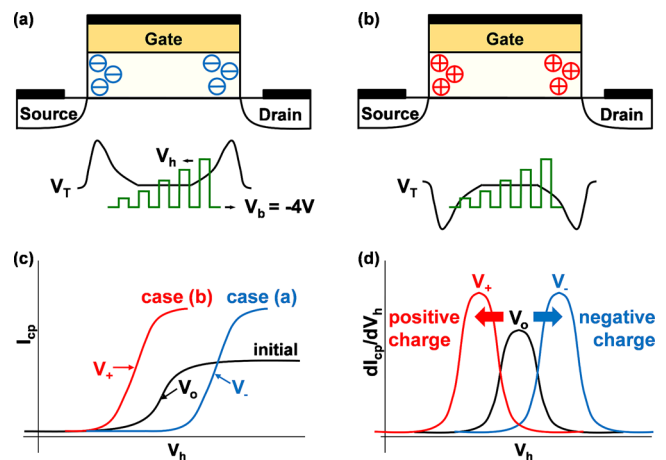 (a)
Gate
Source
Drain
V_T
V_h
V_b = -4V
(b)
Gate
Source
Drain
V_T
(c)
case (b)
case (a)
initial
I_cp
V_+
V_o
V_-
V_h
(d)
V_+
V_-
V_o
positive
charge
negative
charge
dI_cp/dV_h
V_h